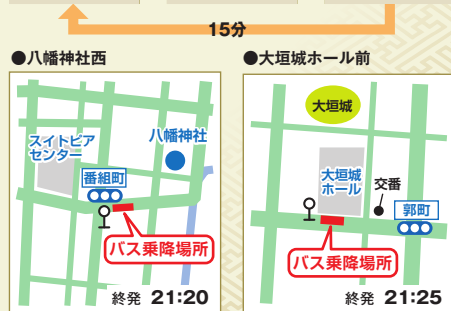 15分
●八幡神社西
スイトピア
センター
八幡神社
番組町
バス乗降場所
終発 21:20
●大垣城ホール前
大垣城
大垣城
ホール
交番
郭町
バス乗降場所
終発 21:25